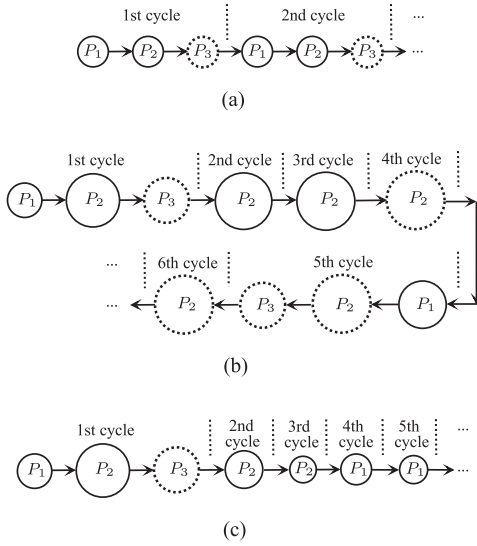 1st cycle 2nd cycle ...
P1 P2 P3 P1 P2 P3 ...
(a)
1st cycle 2nd cycle 3rd cycle 4th cycle
P1 P2 P3 P2 P2 P2
... 6th cycle 5th cycle
... P2 P3 P2 P1
(b)
1st cycle 2nd cycle 3rd cycle 4th cycle 5th cycle ...
P1 P2 P3 P2 P2 P1 P1 ...
(c)